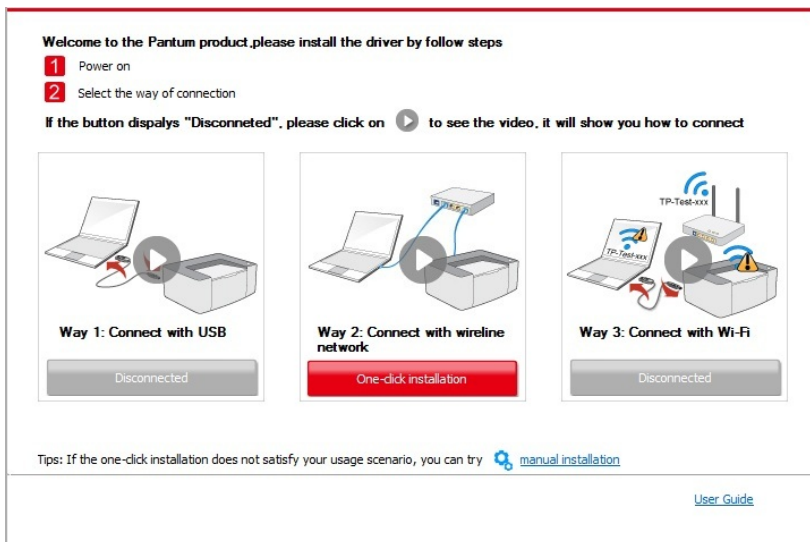 Welcome to the Pantum product,please install the driver by follow steps
1 Power on
2 Select the way of connection
If the button dispalys "Disconneted", please click on to see the video, it will show you how to connect
TP-Test-xxx
TP-Test-xxx
Way 1: Connect with USB
Way 2: Connect with wireline
network
Way 3: Connect with Wi-Fi
Disconnected
One-click installation
Disconnected
Tips: If the one-click installation does not satisfy your usage scenario, you can try manual installation
User Guide